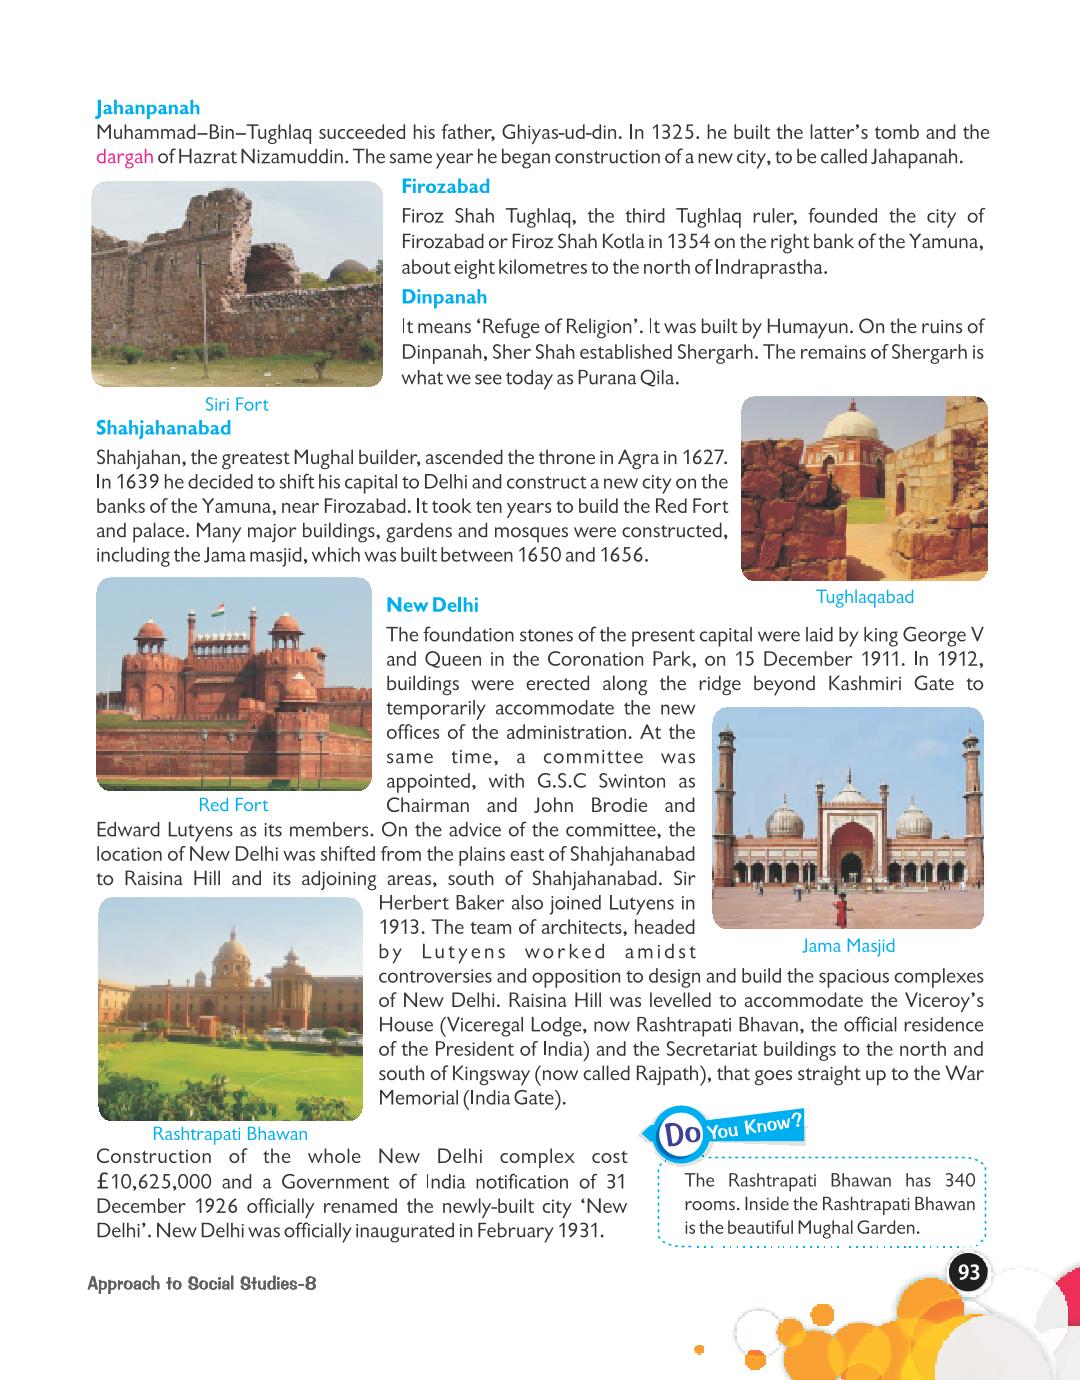 Jahanpanah
Muhammad–Bin–Tughlaq succeeded his father, Ghiyas-ud-din. In 1325. he built the latter's tomb and the
dargah of Hazrat Nizamuddin. The same year he began construction of a new city, to be called Jahapanah.
Firozabad
Firoz Shah Tughlaq, the third Tughlaq ruler, founded the city of
Firozabad or Firoz Shah Kotla in 1354 on the right bank of the Yamuna,
about eight kilometres to the north of Indraprastha.
Dinpanah
It means ‘Refuge of Religion’. It was built by Humayun. On the ruins of
Dinpanah, Sher Shah established Shergarh. The remains of Shergarh is
what we see today as Purana Qila.
Siri Fort
Shahjahanabad
Shahjahan, the greatest Mughal builder, ascended the throne in Agra in 1627.
In 1639 he decided to shift his capital to Delhi and construct a new city on the
banks of the Yamuna, near Firozabad. It took ten years to build the Red Fort
and palace. Many major buildings, gardens and mosques were constructed,
including the Jama masjid, which was built between 1650 and 1656.
Tughlaqabad
New Delhi
The foundation stones of the present capital were laid by king George V
and Queen in the Coronation Park, on 15 December 1911. In 1912,
buildings were erected along the ridge beyond Kashmiri Gate to
temporarily accommodate the new
offices of the administration. At the
same time, a committee was
appointed, with G.S.C Swinton as
Chairman and John Brodie and
Red Fort
Edward Lutyens as its members. On the advice of the committee, the
location of New Delhi was shifted from the plains east of Shahjahanabad
to Raisina Hill and its adjoining areas, south of Shahjahanabad. Sir
Herbert Baker also joined Lutyens in
1913. The team of architects, headed
by Lutyens worked amidst
Jama Masjid
controversies and opposition to design and build the spacious complexes
of New Delhi. Raisina Hill was levelled to accommodate the Viceroy's
House (Viceregal Lodge, now Rashtrapati Bhavan, the official residence
of the President of India) and the Secretariat buildings to the north and
south of Kingsway (now called Rajpath), that goes straight up to the War
Memorial (India Gate).
Rashtrapati Bhawan
Construction of the whole New Delhi complex cost
£10,625,000 and a Government of India notification of 31
December 1926 officially renamed the newly-built city ‘New
Delhi’. New Delhi was officially inaugurated in February 1931.
Do You Know?
The Rashtrapati Bhawan has 340
rooms. Inside the Rashtrapati Bhawan
is the beautiful Mughal Garden.
Approach to Social Studies-8
93